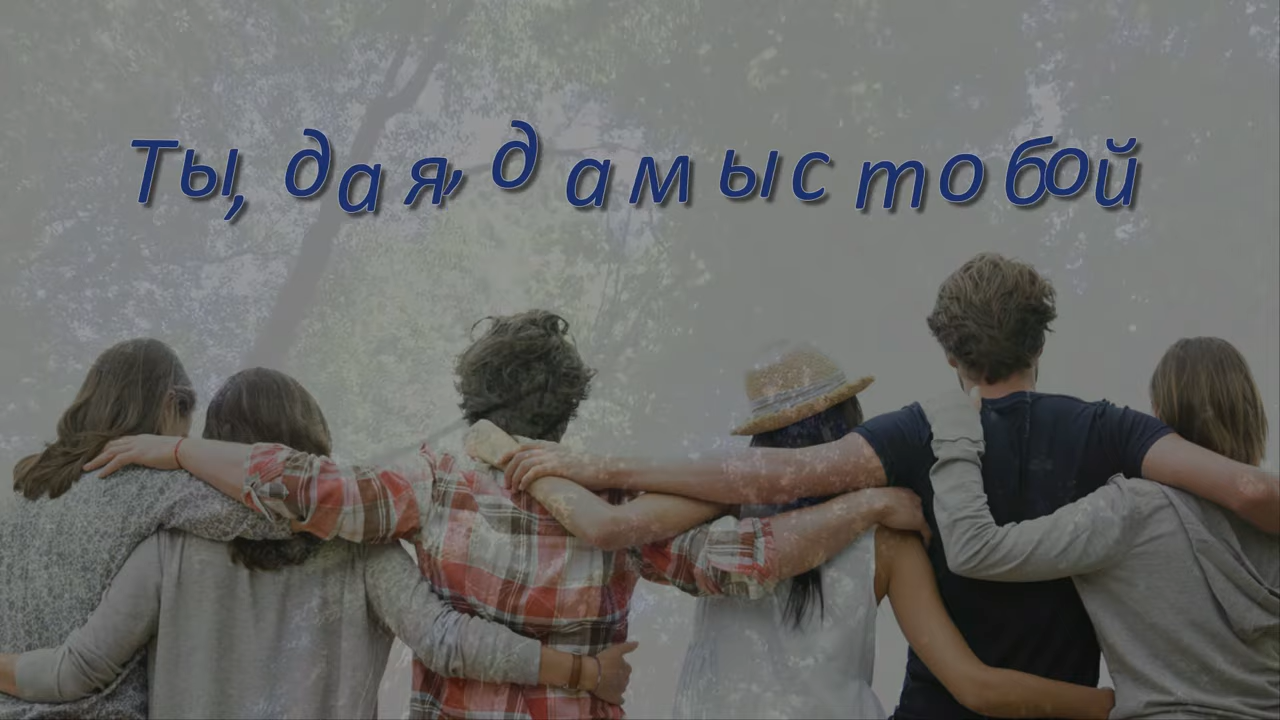 Ты, да я, да мы с тобой